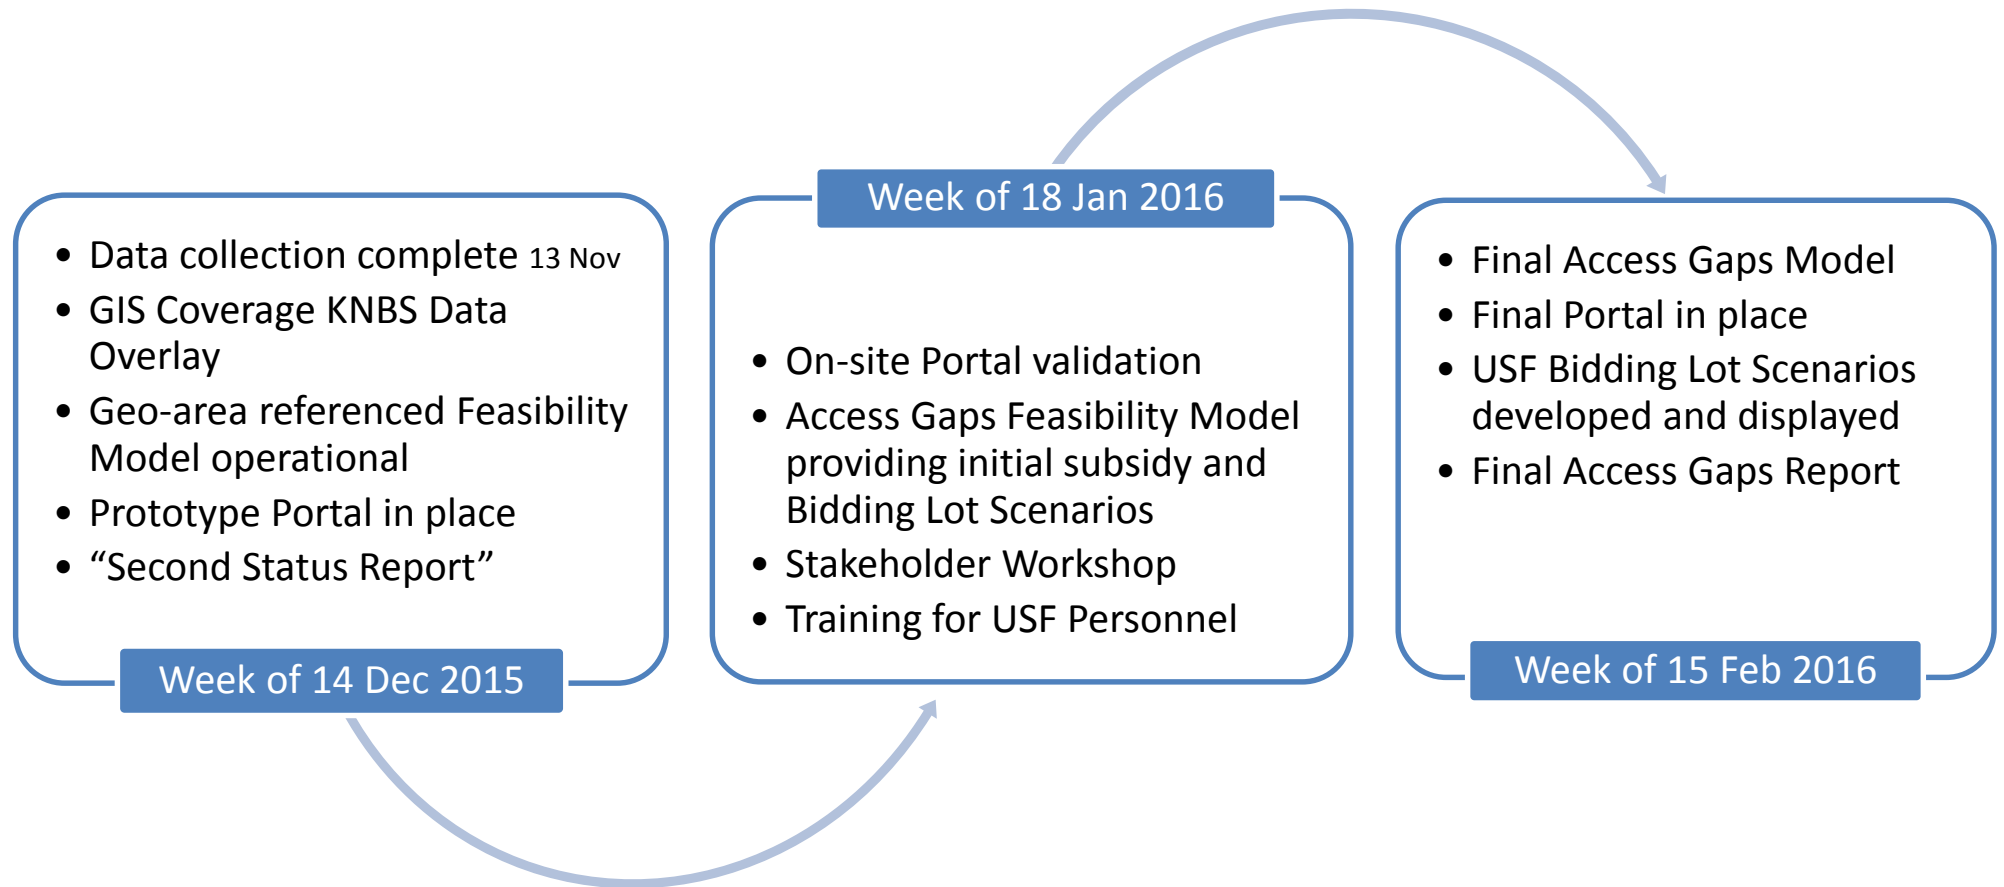 • Data collection complete 13 Nov
• GIS Coverage KNBS Data
Overlay
• Geo-area referenced Feasibility
Model operational
• Prototype Portal in place
• “Second Status Report”
Week of 14 Dec 2015
Week of 18 Jan 2016
• On-site Portal validation
• Access Gaps Feasibility Model
providing initial subsidy and
Bidding Lot Scenarios
• Stakeholder Workshop
• Training for USF Personnel
• Final Access Gaps Model
• Final Portal in place
• USF Bidding Lot Scenarios
developed and displayed
• Final Access Gaps Report
Week of 15 Feb 2016